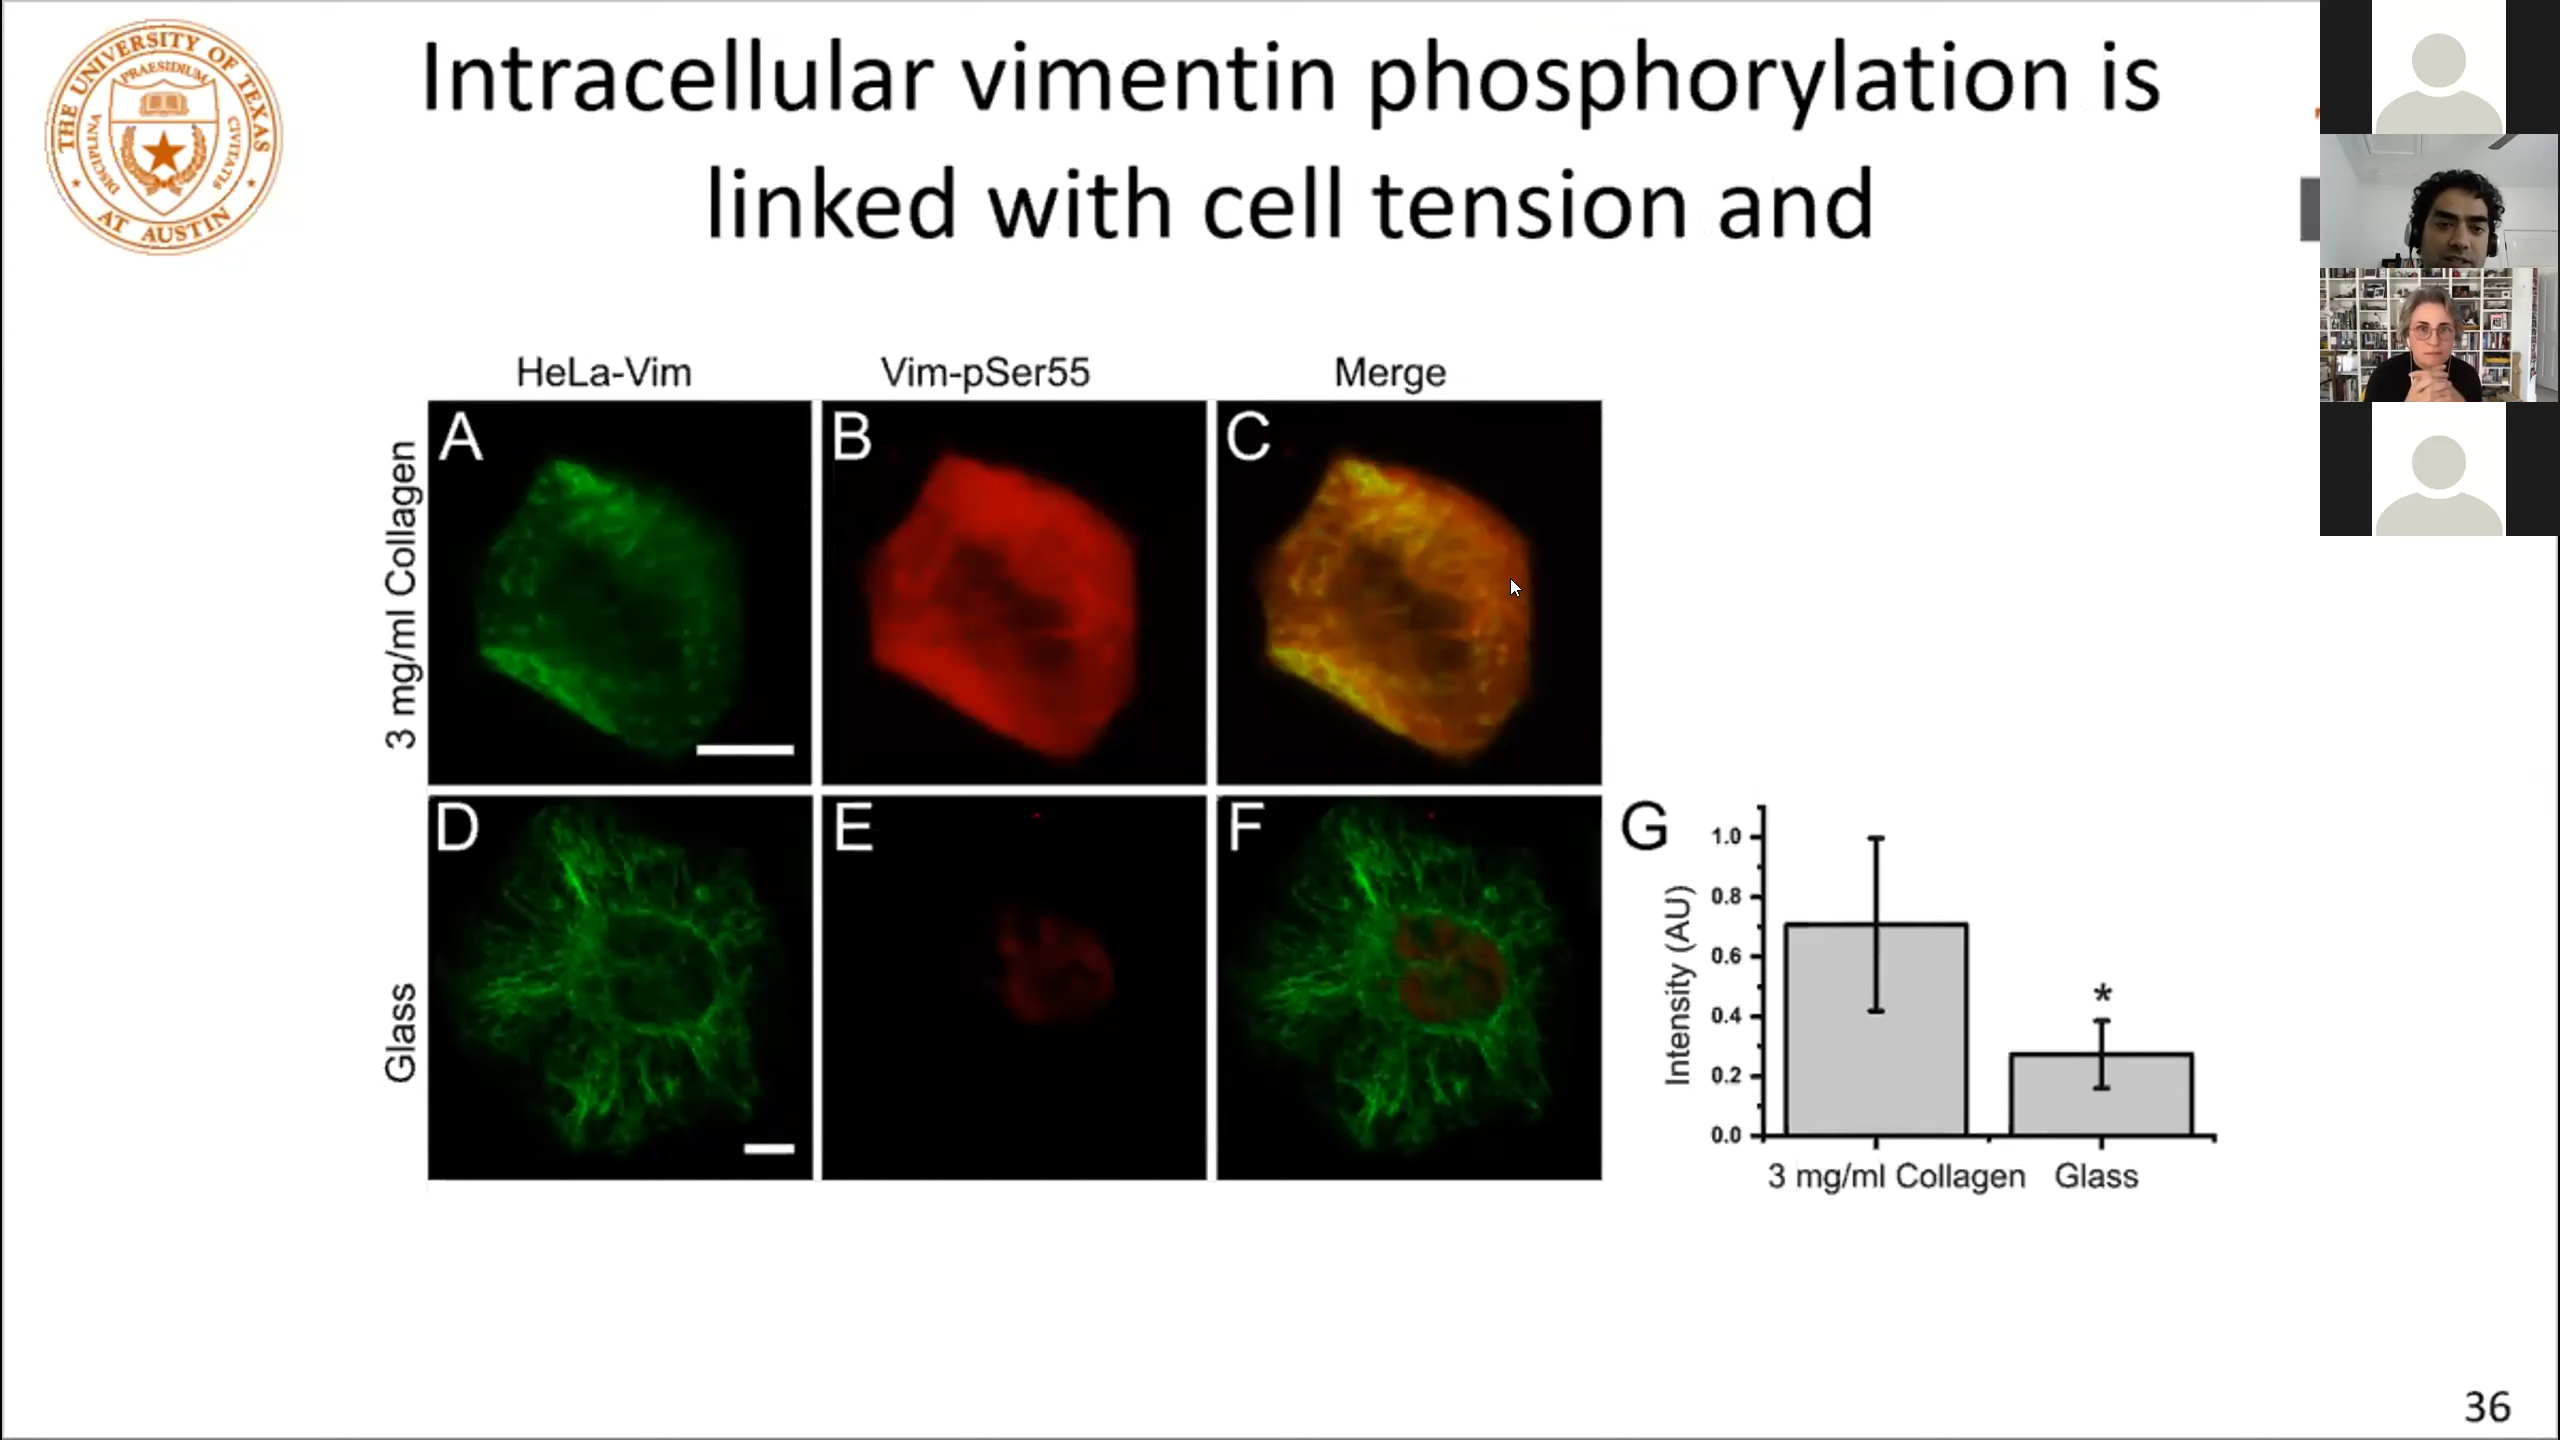 THE UNIVERSITY OF TEXAS
AT AUSTIN
PRAESIDIUM
DISCIPLINA
CIVITATIS
Intracellular vimentin phosphorylation is
linked with cell tension and
HeLa-Vim
Vim-pSer55
Merge
3 mg/ml Collagen
A
B
C
Glass
D
E
F
G
Intensity (AU)
1.0
0.8
0.6
0.4
0.2
0.0
*
3 mg/ml Collagen
Glass
36